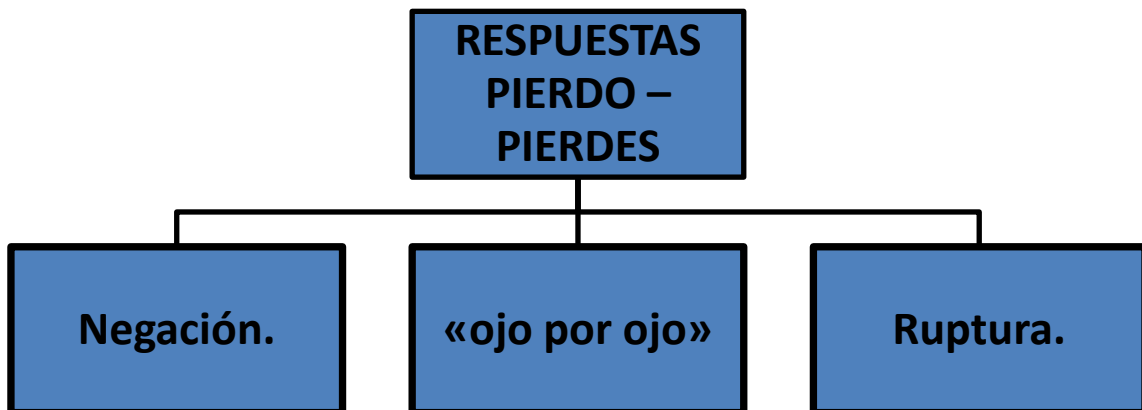 RESPUESTAS
PIERDO –
PIERDES
Negación.
«ojo por ojo»
Ruptura.